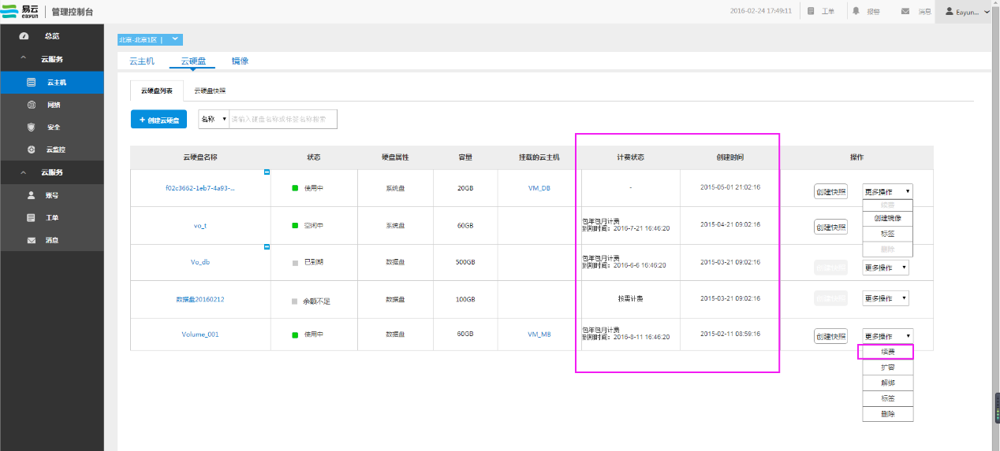 易云
eayun
管理控制台
2016-02-24 17:49:11
工单
报警
消息
Eayun...
总览
云服务
云主机
网络
安全
云监控
云服务
账号
工单
消息
北京-北京1区 |
云主机 云硬盘 镜像
云硬盘列表 云硬盘快照
+ 创建云硬盘
名称
请输入硬盘名称或标签名称搜索
云硬盘名称 状态 硬盘属性 容量 挂载的云主机 计费状态 创建时间 操作
f02c3662-1eb7-4a93-... 使用中 系统盘 20GB VM_DB - 2015-05-01 21:02:16 创建快照 更多操作
续费
创建镜像
标签
删除
vo_t 空闲中 系统盘 60GB 包年包月计费 2015-04-21 09:02:16 创建快照
到期时间：2016-7-21 16:46:20
Vo_db 已到期 数据盘 500GB 包年包月计费 2015-03-21 09:02:16 创建快照 更多操作
到期时间：2016-6-6 16:46:20
数据盘20160212 余额不足 数据盘 100GB 按需计费 2015-03-21 09:02:16 创建快照 更多操作
Volume_001 使用中 数据盘 60GB VM_MB 包年包月计费 2015-02-11 08:59:16 创建快照 更多操作
到期时间：2016-8-11 16:46:20
续费
扩容
解绑
标签
删除